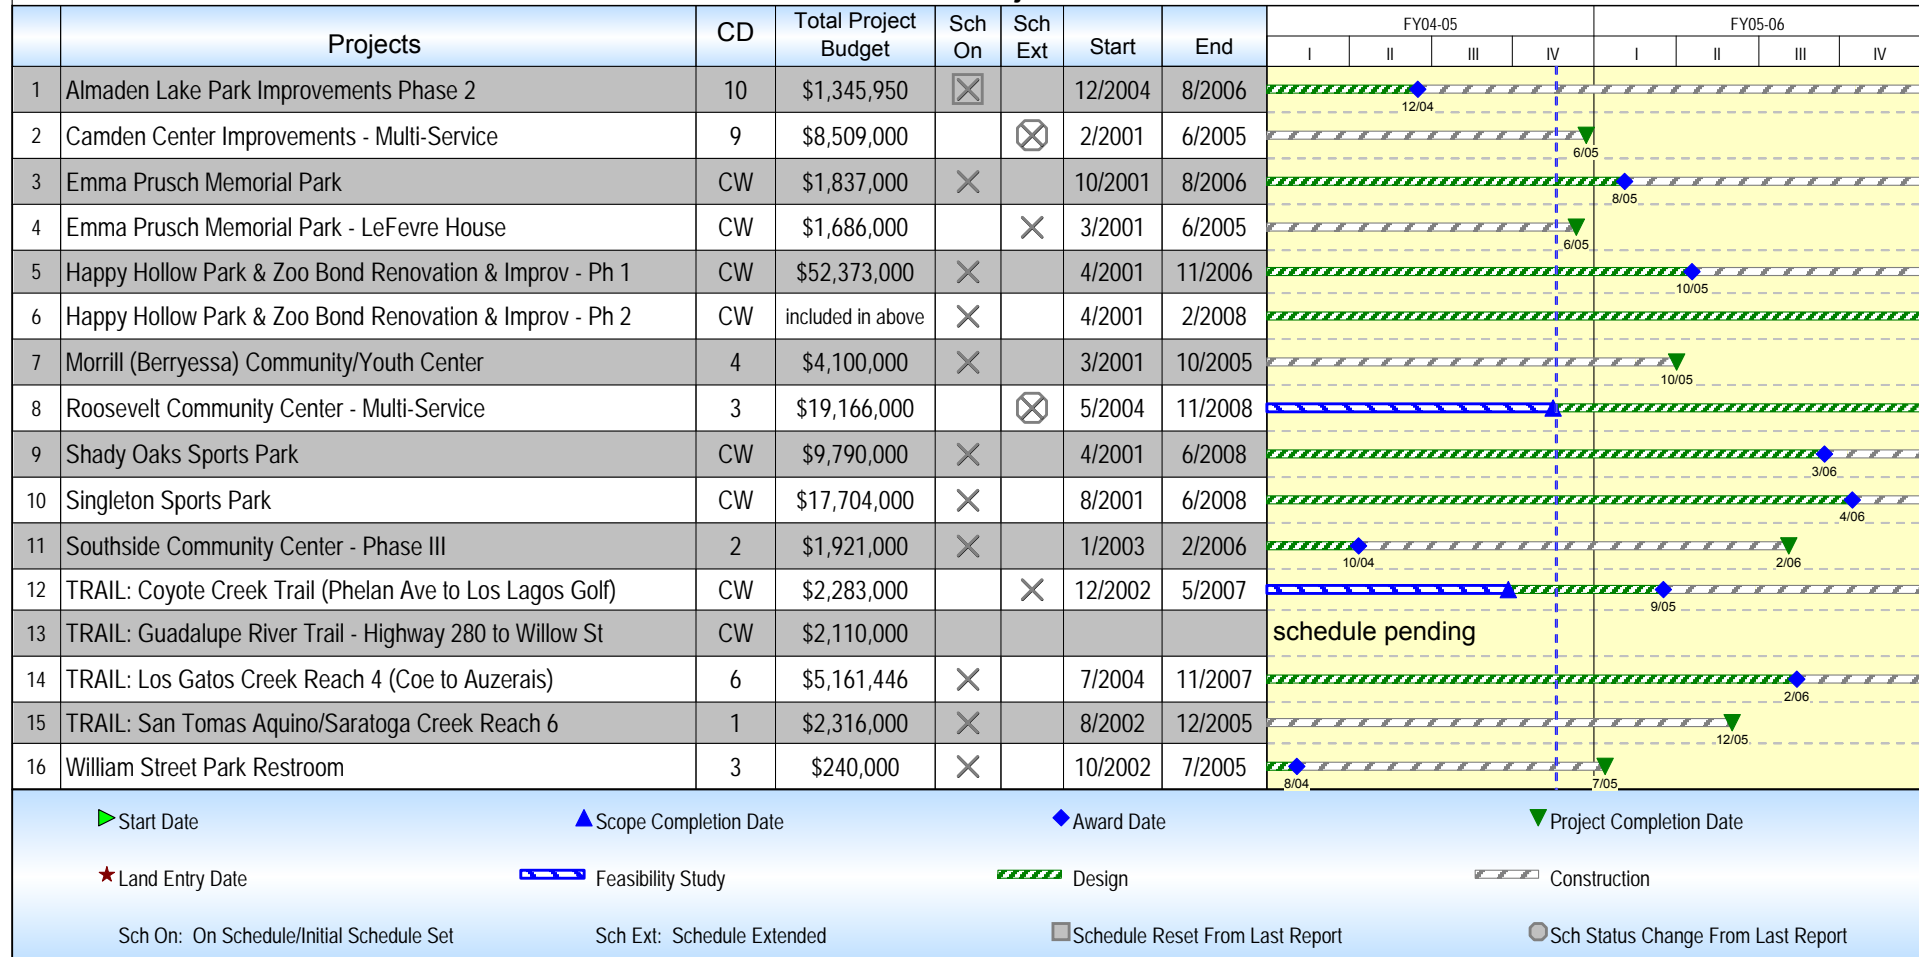 Projects CD Total Project Budget Sch On Sch Ext Start End FY04-05 FY05-06
I II III IV I II III IV
1 Almaden Lake Park Improvements Phase 2 10 $1,345,950 12/2004 8/2006 12/04
2 Camden Center Improvements - Multi-Service 9 $8,509,000 2/2001 6/2005 6/05
3 Emma Prusch Memorial Park CW $1,837,000 10/2001 8/2006 8/05
4 Emma Prusch Memorial Park - LeFevre House CW $1,686,000 3/2001 6/2005 6/05
5 Happy Hollow Park & Zoo Bond Renovation & Improv - Ph 1 CW $52,373,000 4/2001 11/2006 10/05
6 Happy Hollow Park & Zoo Bond Renovation & Improv - Ph 2 CW included in above 4/2001 2/2008
7 Morrill (Berryessa) Community/Youth Center 4 $4,100,000 3/2001 10/2005 10/05
8 Roosevelt Community Center - Multi-Service 3 $19,166,000 5/2004 11/2008
9 Shady Oaks Sports Park CW $9,790,000 4/2001 6/2008 3/06
10 Singleton Sports Park CW $17,704,000 8/2001 6/2008 4/06
11 Southside Community Center - Phase III 2 $1,921,000 1/2003 2/2006 10/04 2/06
12 TRAIL: Coyote Creek Trail (Phelan Ave to Los Lagos Golf) CW $2,283,000 12/2002 5/2007 9/05
13 TRAIL: Guadalupe River Trail - Highway 280 to Willow St CW $2,110,000 schedule pending
14 TRAIL: Los Gatos Creek Reach 4 (Coe to Auzerais) 6 $5,161,446 7/2004 11/2007 2/06
15 TRAIL: San Tomas Aquino/Saratoga Creek Reach 6 1 $2,316,000 8/2002 12/2005 12/05
16 William Street Park Restroom 3 $240,000 10/2002 7/2005 8/04 7/05
Start Date Scope Completion Date Award Date Project Completion Date
Land Entry Date Feasibility Study Design Construction
Sch On: On Schedule/Initial Schedule Set Sch Ext: Schedule Extended Schedule Reset From Last Report Sch Status Change From Last Report